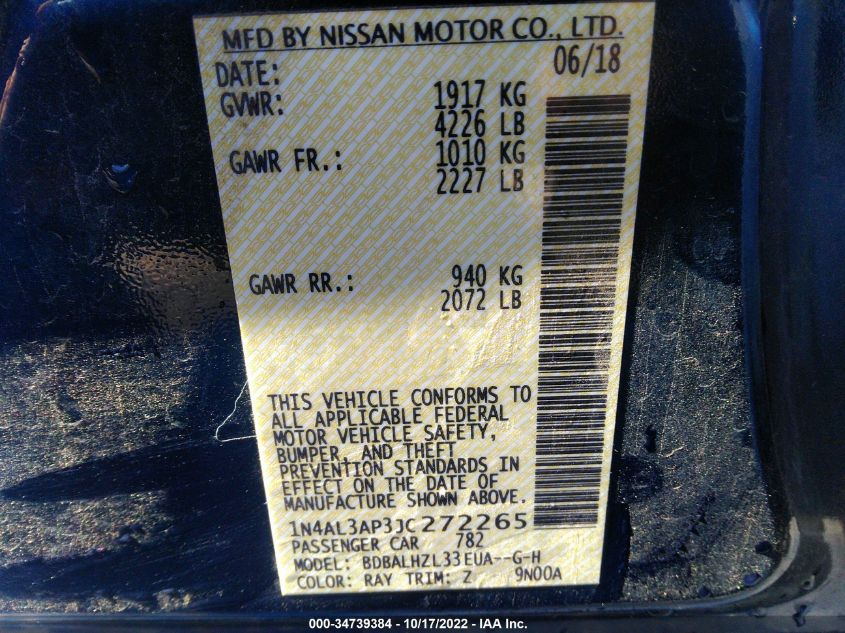 MFD BY NISSAN MOTOR CO., LTD.
DATE: 06/18
GVWR: 1917 KG
4226 LB
GAWR FR.: 1010 KG
2227 LB
GAWR RR.: 940 KG
2072 LB
THIS VEHICLE CONFORMS TO
ALL APPLICABLE FEDERAL
MOTOR VEHICLE SAFETY,
BUMPER, AND THEFT
PREVENTION STANDARDS IN
EFFECT ON THE DATE OF
MANUFACTURE SHOWN ABOVE.
1N4AL3AP3JC272265
PASSENGER CAR 782
MODEL: BDBALHZL33EUA--G-H
COLOR: RAY TRIM: Z 9N00A
000-34739384 - 10/17/2022 - IAA Inc.